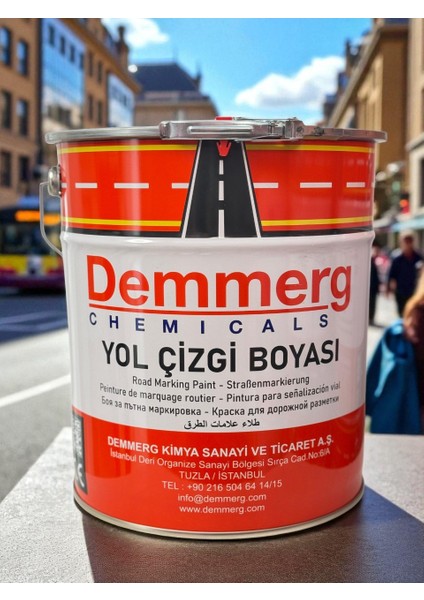 Demmerg
CHEMICALS
YOL ÇİZGİ BOYASI
Road Marking Paint - Straßenmarkierung
Peinture de marquage routier - Pintura para señalización vial
Боя за пътна маркировка - Краска для дорожной разметки
طلاء علامات الطرق
DEMMERG KİMYA SANAYİ VE TİCARET A.Ş.
İstanbul Deri Organize Sanayi Bölgesi Sırça Cad.No:6/A
TUZLA / İSTANBUL
TEL : +90 216 504 64 14/15
info@demmerg.com
www.demmerg.com